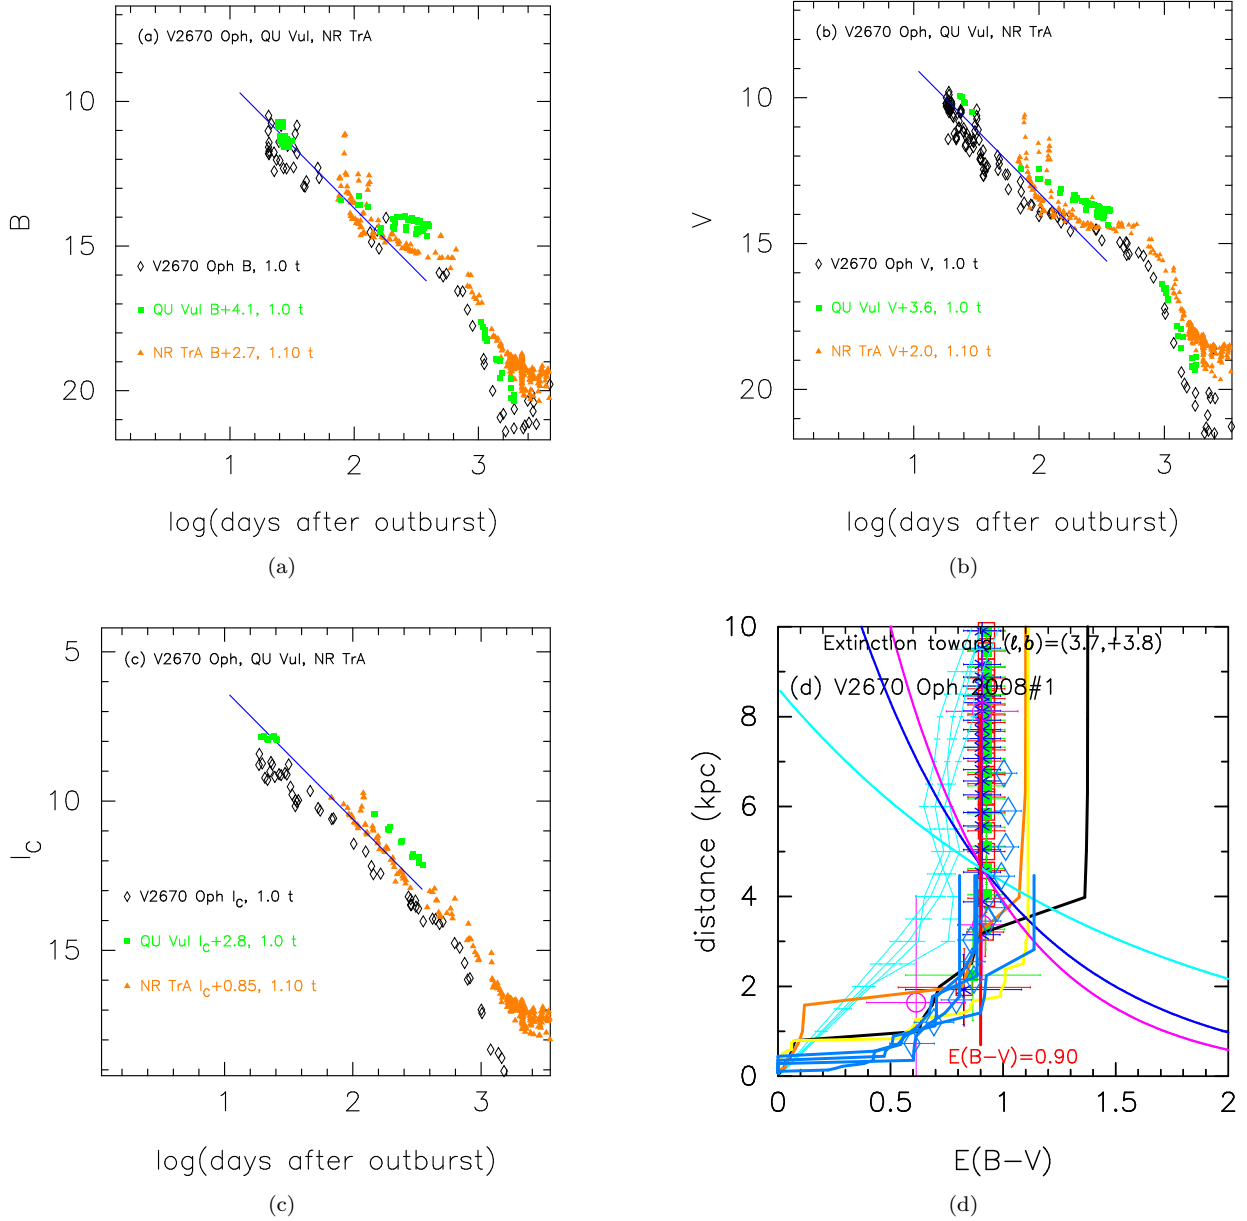 (a) V2670 Oph, QU Vul, NR TrA
10
15
20
B
V2670 Oph B, 1.0 t
QU Vul B+4.1, 1.0 t
NR TrA B+2.7, 1.10 t
1 2 3
log(days after outburst)
(a)
(b) V2670 Oph, QU Vul, NR TrA
10
15
20
V
V2670 Oph V, 1.0 t
QU Vul V+3.6, 1.0 t
NR TrA V+2.0, 1.10 t
1 2 3
log(days after outburst)
(b)
(c) V2670 Oph, QU Vul, NR TrA
5
10
15
I_C
V2670 Oph I_C, 1.0 t
QU Vul I_C+2.8, 1.0 t
NR TrA I_C+0.85, 1.10 t
1 2 3
log(days after outburst)
(c)
Extinction toward (ℓ,b)=(3.7,+3.8)
(d) V2670 Oph 2008#1
10
8
6
4
2
0
distance (kpc)
E(B−V)=0.90
0 0.5 1 1.5 2
E(B−V)
(d)